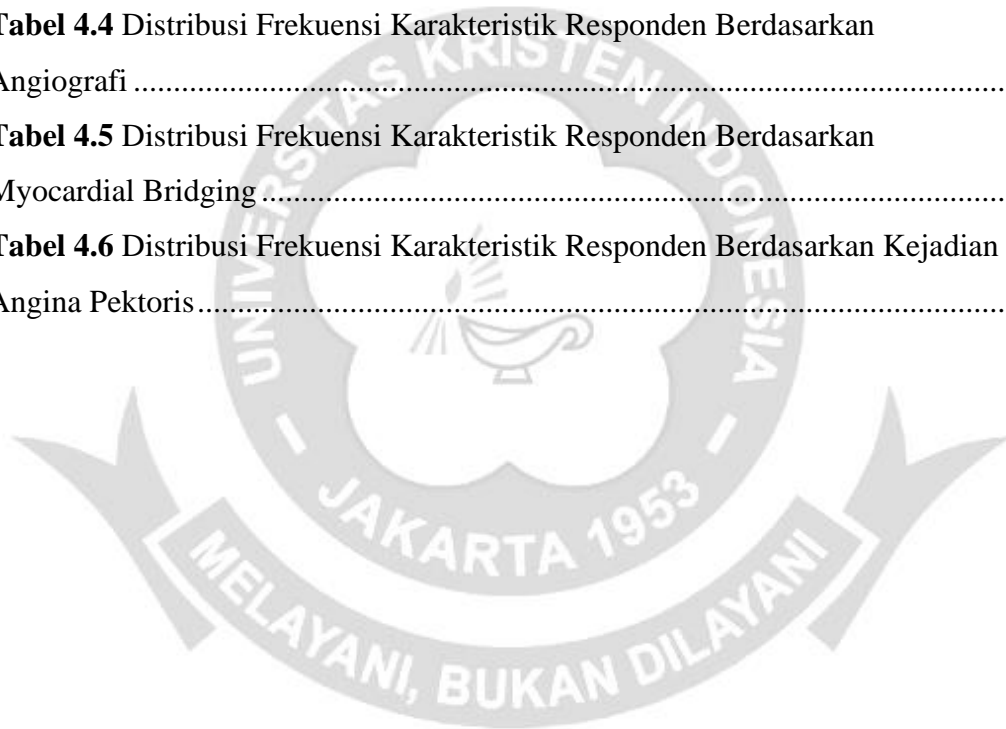 Tabel 4.4 Distribusi Frekuensi Karakteristik Responden Berdasarkan
Angiografi ..............................................................................................................
Tabel 4.5 Distribusi Frekuensi Karakteristik Responden Berdasarkan
Myocardial Bridging ..............................................................................................
Tabel 4.6 Distribusi Frekuensi Karakteristik Responden Berdasarkan Kejadian
Angina Pektoris......................................................................................................
UNIVERSITAS KRISTEN INDONESIA
- JAKARTA 1953 -
MELAYANI, BUKAN DILAYANI